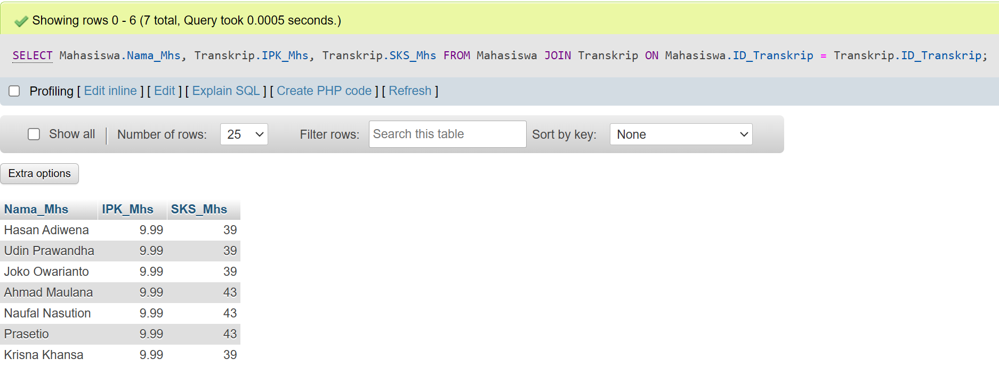 Showing rows 0 - 6 (7 total, Query took 0.0005 seconds.)
SELECT Mahasiswa.Nama_Mhs, Transkrip.IPK_Mhs, Transkrip.SKS_Mhs FROM Mahasiswa JOIN Transkrip ON Mahasiswa.ID_Transkrip = Transkrip.ID_Transkrip;
Profiling [ Edit inline ] [ Edit ] [ Explain SQL ] [ Create PHP code ] [ Refresh ]
Show all Number of rows: 25 Filter rows: Search this table Sort by key: None
Extra options
Nama_Mhs IPK_Mhs SKS_Mhs
Hasan Adiwena 9.99 39
Udin Prawandha 9.99 39
Joko Owarianto 9.99 39
Ahmad Maulana 9.99 43
Naufal Nasution 9.99 43
Prasetio 9.99 43
Krisna Khansa 9.99 39